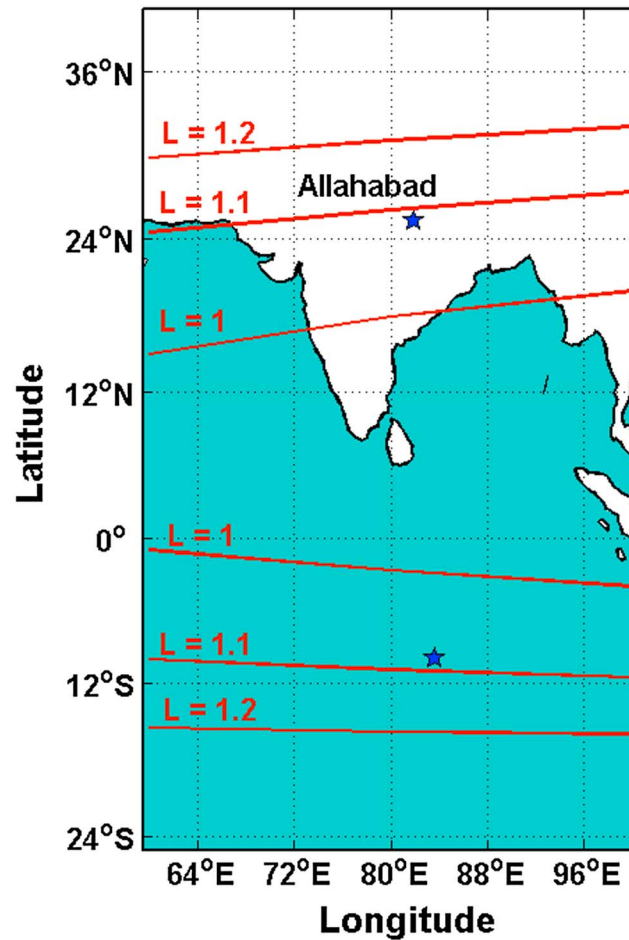 36°N
L = 1.2
Allahabad
L = 1.1
24°N
L = 1
12°N
Latitude
L = 1
0°
L = 1.1
12°S
L = 1.2
24°S
64°E 72°E 80°E 88°E 96°E
Longitude